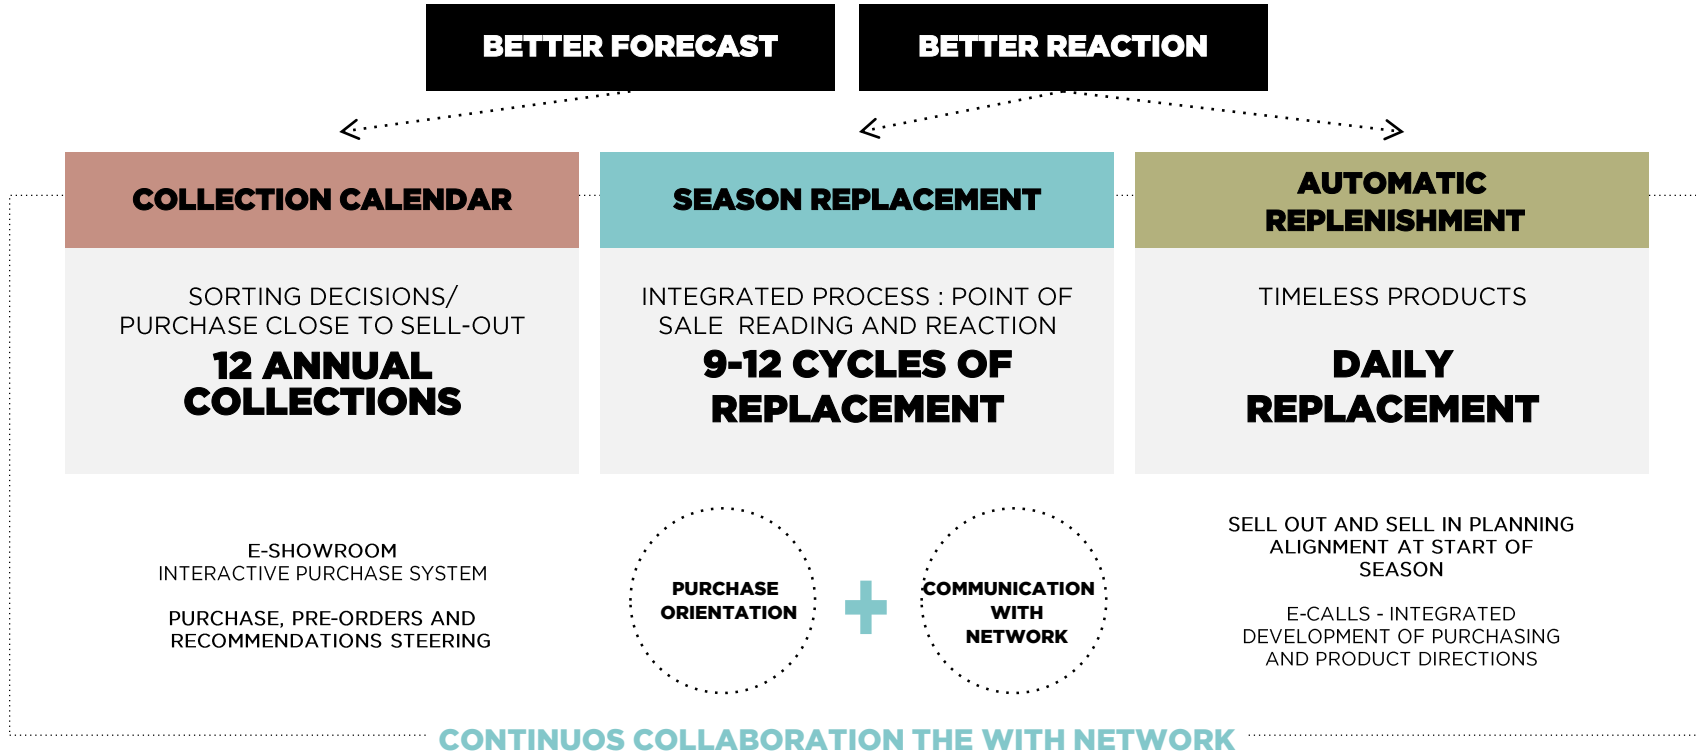 BETTER FORECAST
BETTER REACTION
COLLECTION CALENDAR
SORTING DECISIONS/
PURCHASE CLOSE TO SELL-OUT
12 ANNUAL
COLLECTIONS
SEASON REPLACEMENT
INTEGRATED PROCESS : POINT OF
SALE READING AND REACTION
9-12 CYCLES OF
REPLACEMENT
AUTOMATIC
REPLENISHMENT
TIMELESS PRODUCTS
DAILY
REPLACEMENT
E-SHOWROOM
INTERACTIVE PURCHASE SYSTEM
PURCHASE, PRE-ORDERS AND
RECOMMENDATIONS STEERING
PURCHASE
ORIENTATION
+
COMMUNICATION
WITH
NETWORK
SELL OUT AND SELL IN PLANNING
ALIGNMENT AT START OF
SEASON
E-CALLS - INTEGRATED
DEVELOPMENT OF PURCHASING
AND PRODUCT DIRECTIONS
CONTINUOS COLLABORATION THE WITH NETWORK